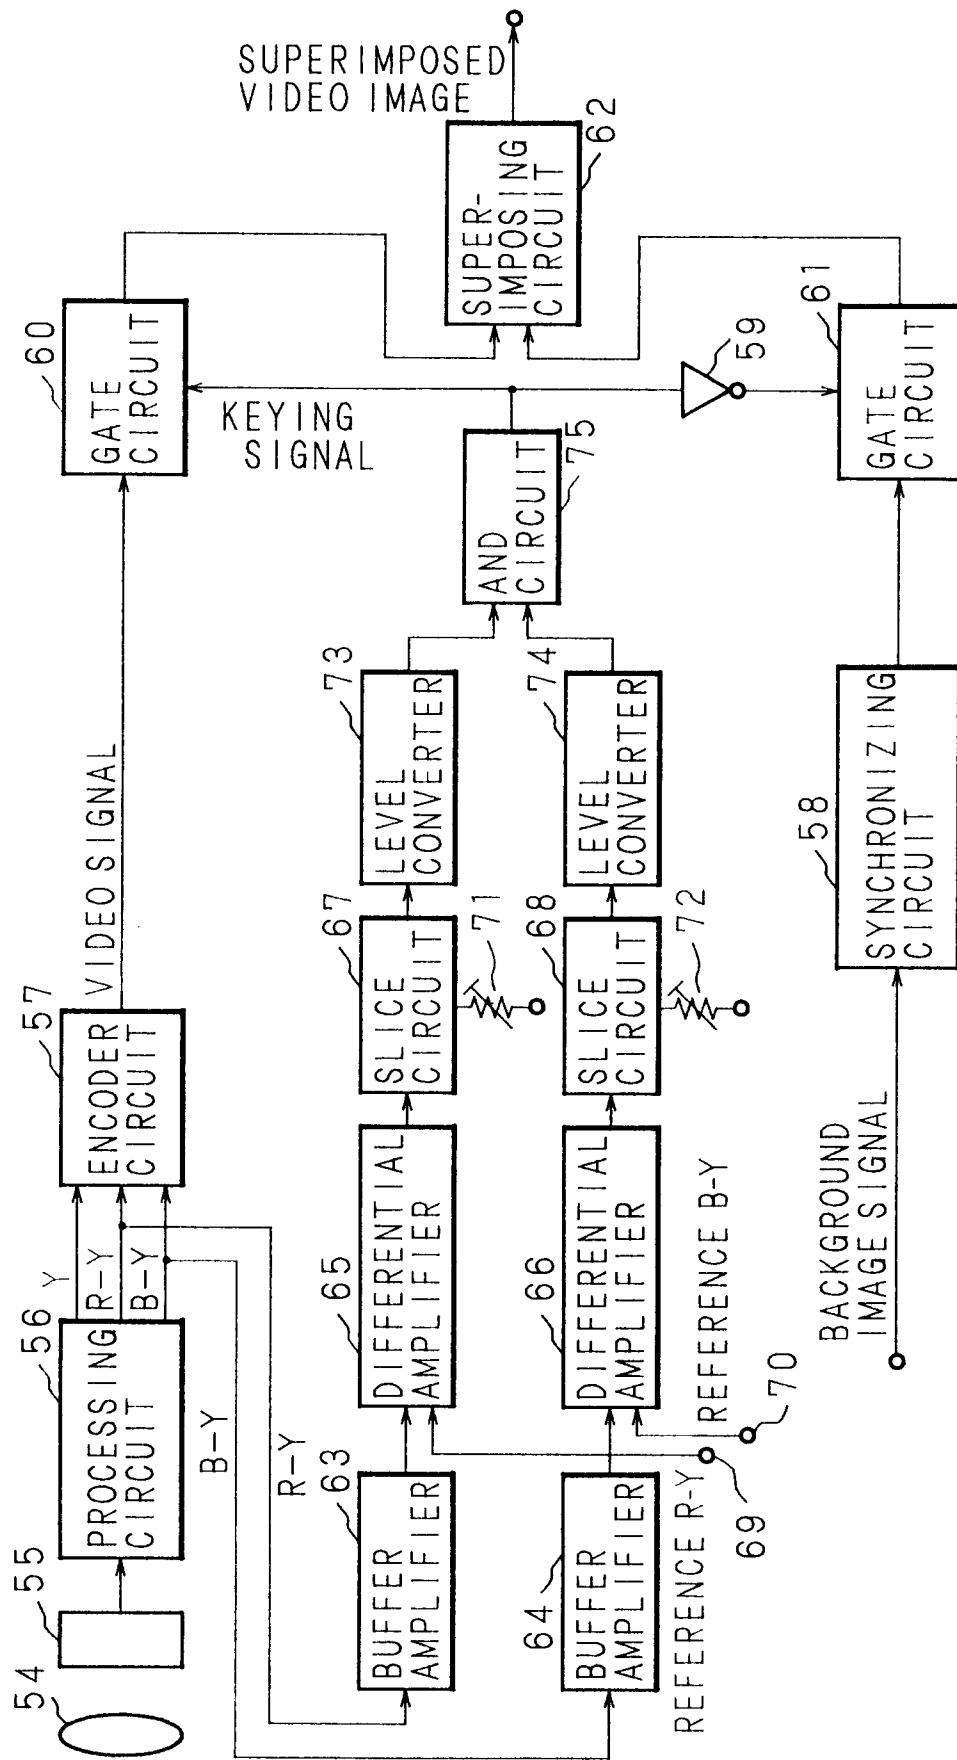 54
55
PROCESSING
CIRCUIT
56
Y
R-Y
B-Y
ENCODER
CIRCUIT
57
VIDEO SIGNAL
GATE
CIRCUIT
60
B-Y
R-Y
KEYING
SIGNAL
SUPERIMPOSED
VIDEO IMAGE
BUFFER
AMPLIFIER
63
DIFFERENTIAL
AMPLIFIER
65
SLICE
CIRCUIT
67
71
LEVEL
CONVERTER
73
AND
CIRCUIT
75
SUPER-
IMPOSING
CIRCUIT
62
BUFFER
AMPLIFIER
64
DIFFERENTIAL
AMPLIFIER
66
SLICE
CIRCUIT
68
72
LEVEL
CONVERTER
74
59
REFERENCE R-Y
69
REFERENCE B-Y
70
BACKGROUND
IMAGE SIGNAL
SYNCHRONIZING
CIRCUIT
58
GATE
CIRCUIT
61